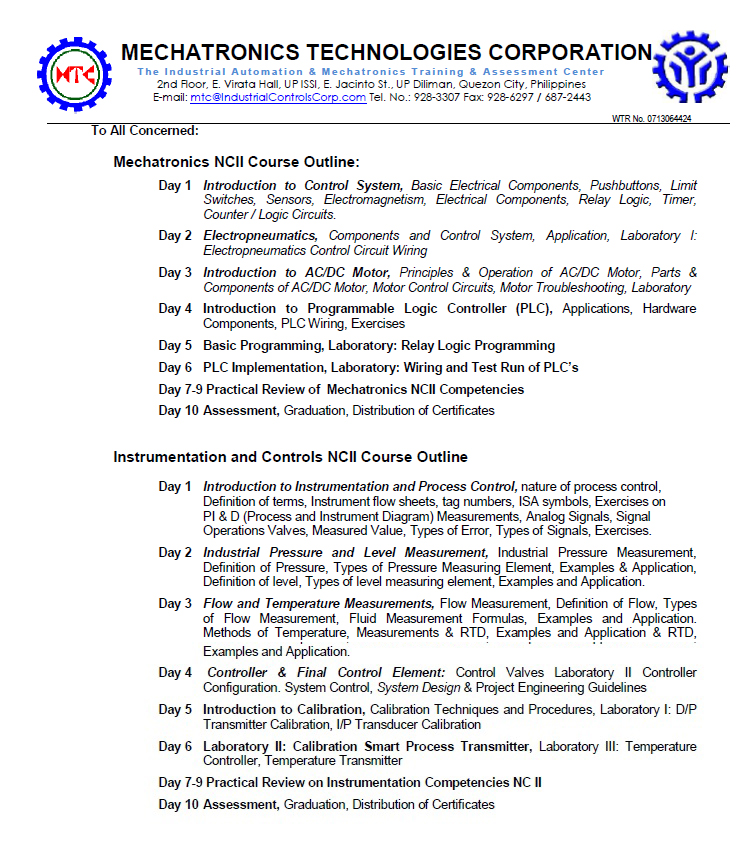 MTC
MECHATRONICS TECHNOLOGIES CORPORATION
The Industrial Automation & Mechatronics Training & Assessment Center
2nd Floor, E. Virata Hall, UP ISSI, E. Jacinto St., UP Diliman, Quezon City, Philippines
E-mail: mtc@IndustrialControlsCorp.com Tel. No.: 928-3307 Fax: 928-6297 / 687-2443
WTR No. 0713064424
To All Concerned:
Mechatronics NCII Course Outline:
Day 1 Introduction to Control System, Basic Electrical Components, Pushbuttons, Limit
Switches, Sensors, Electromagnetism, Electrical Components, Relay Logic, Timer,
Counter / Logic Circuits.
Day 2 Electropneumatics, Components and Control System, Application, Laboratory I:
Electropneumatics Control Circuit Wiring
Day 3 Introduction to AC/DC Motor, Principles & Operation of AC/DC Motor, Parts &
Components of AC/DC Motor, Motor Control Circuits, Motor Troubleshooting, Laboratory
Day 4 Introduction to Programmable Logic Controller (PLC), Applications, Hardware
Components, PLC Wiring, Exercises
Day 5 Basic Programming, Laboratory: Relay Logic Programming
Day 6 PLC Implementation, Laboratory: Wiring and Test Run of PLC's
Day 7-9 Practical Review of Mechatronics NCII Competencies
Day 10 Assessment, Graduation, Distribution of Certificates
Instrumentation and Controls NCII Course Outline
Day 1 Introduction to Instrumentation and Process Control, nature of process control,
Definition of terms, Instrument flow sheets, tag numbers, ISA symbols, Exercises on
PI & D (Process and Instrument Diagram) Measurements, Analog Signals, Signal
Operations Valves, Measured Value, Types of Error, Types of Signals, Exercises.
Day 2 Industrial Pressure and Level Measurement, Industrial Pressure Measurement,
Definition of Pressure, Types of Pressure Measuring Element, Examples & Application,
Definition of level, Types of level measuring element, Examples and Application.
Day 3 Flow and Temperature Measurements, Flow Measurement, Definition of Flow, Types
of Flow Measurement, Fluid Measurement Formulas, Examples and Application.
Methods of Temperature, Measurements & RTD, Examples and Application & RTD,
Examples and Application.
Day 4 Controller & Final Control Element: Control Valves Laboratory II Controller
Configuration. System Control, System Design & Project Engineering Guidelines
Day 5 Introduction to Calibration, Calibration Techniques and Procedures, Laboratory I: D/P
Transmitter Calibration, I/P Transducer Calibration
Day 6 Laboratory II: Calibration Smart Process Transmitter, Laboratory III: Temperature
Controller, Temperature Transmitter
Day 7-9 Practical Review on Instrumentation Competencies NC II
Day 10 Assessment, Graduation, Distribution of Certificates